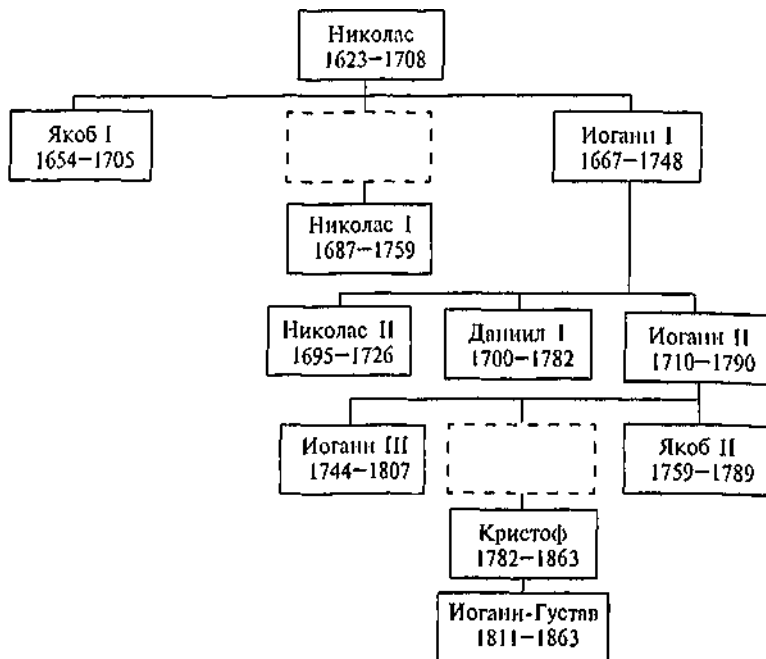 Николас
1623–1708
Якоб I
1654–1705
Иоганн I
1667–1748
Николас I
1687–1759
Николас II
1695–1726
Даниил I
1700–1782
Иоганн II
1710–1790
Иоганн III
1744–1807
Якоб II
1759–1789
Кристоф
1782–1863
Иоганн-Густав
1811–1863